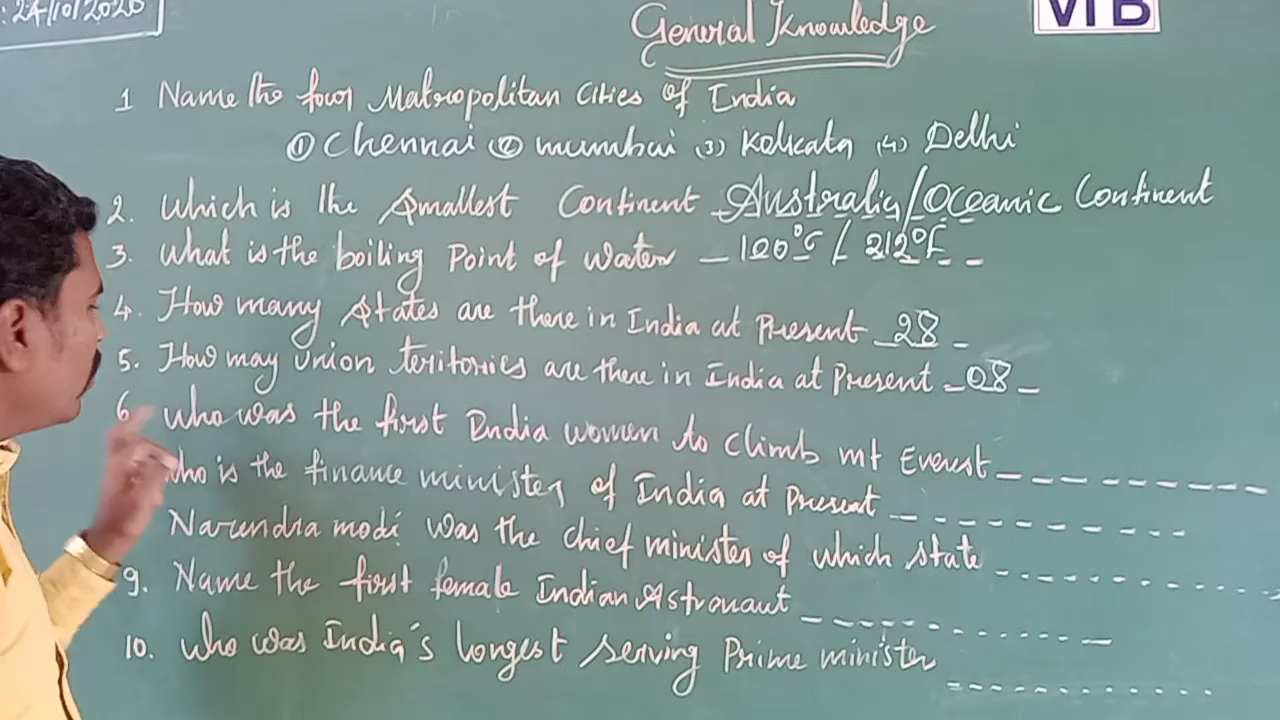 : 24/10/2020
General Knowledge
VI B
1 Name the four Matropolitan Cities of India
① Chennai ② mumbai (3) Kolkata (4) Delhi
2. Which is the Smallest Continent Australia/Oceanic Continent
3. What is the boiling Point of water _ 100°C / 212°F _ _
4. How many States are there in India at Present _28 _
5. How may union territories are there in India at Present _08 _
6 who was the first India women to climb mt Everest _ _ _ _ _ _ _ _ _
who is the finance minister of India at Present _ _ _ _ _ _ _ _ _
Narendra modi was the chief minister of which state _ _ _ _ _ _ _ _ _ _ _
9. Name the first female Indian Astronaut _ _ _ _ _ _ _ _ _ _ _
10. who was India's longest serving Prime minister _ _ _ _ _ _ _ _ _ _